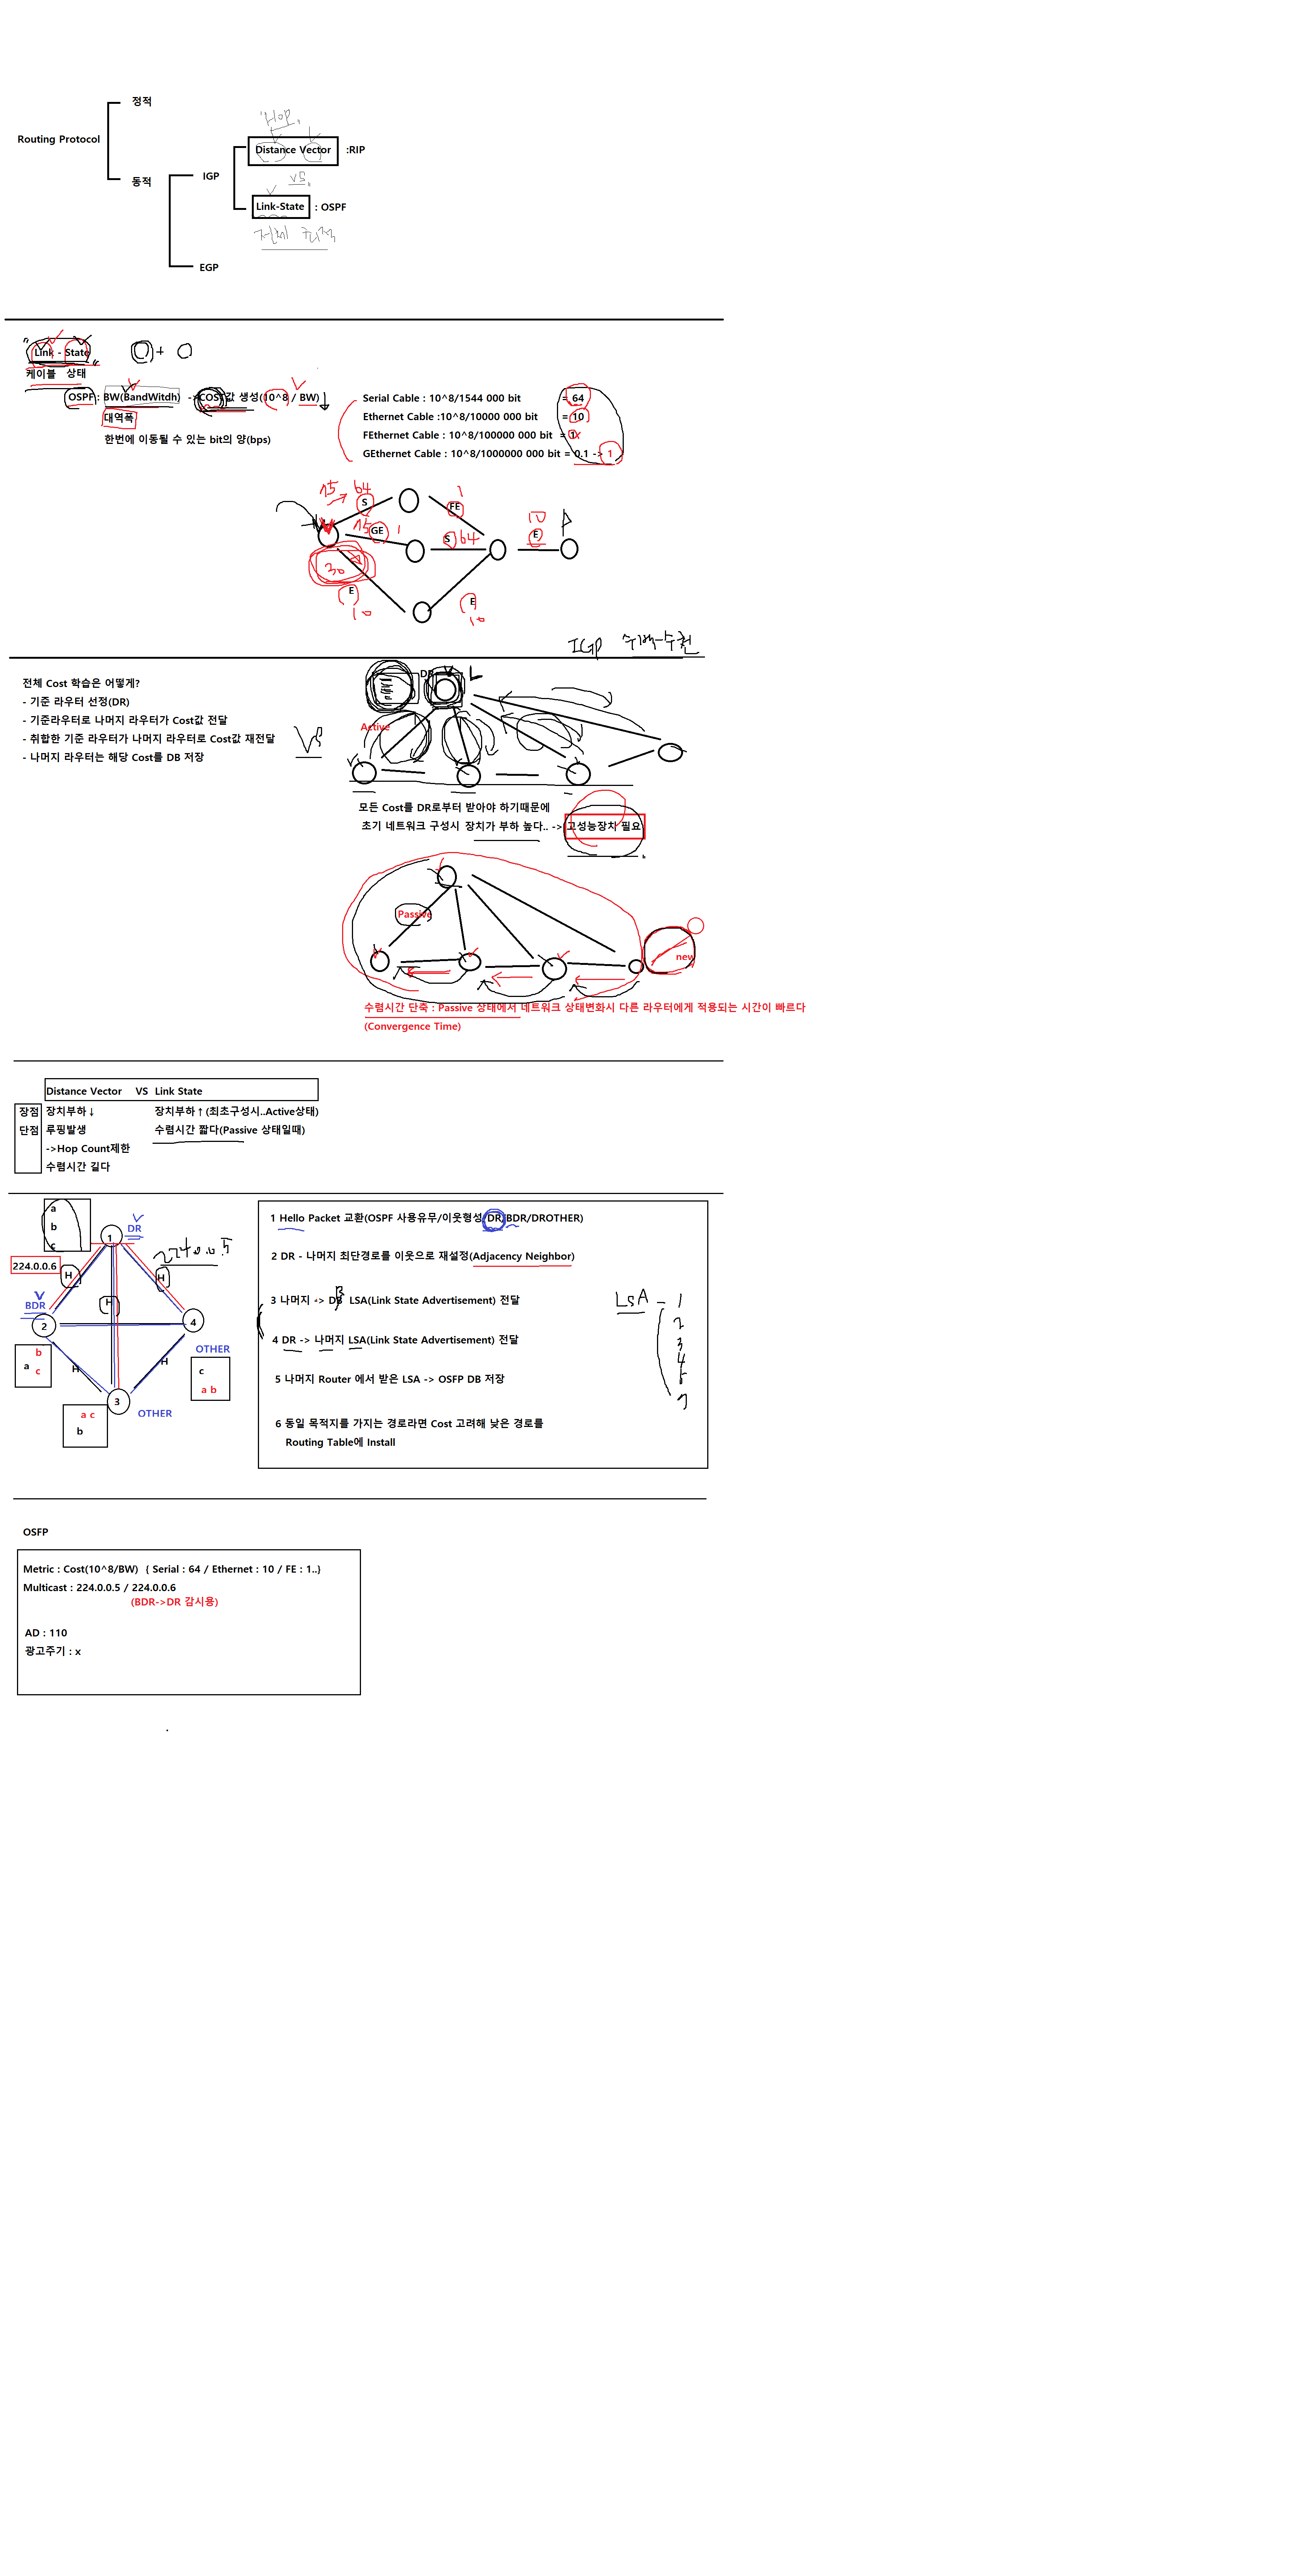 정적
Routing Protocol
동적
IGP
EGP
"Hop"
Distance Vector :RIP
vs
Link-State : OSPF
전체
"Link - State"
케이블 상태
OSPF : BW(BandWitdh) ->COST값 생성(10^8 / BW)
대역폭
한번에 이동될 수 있는 bit의 양(bps)
Serial Cable : 10^8/1544 000 bit = 64
Ethernet Cable :10^8/10000 000 bit = 10
FEthernet Cable : 10^8/100000 000 bit = 1
GEthernet Cable : 10^8/1000000 000 bit = 0.1 -> 1
75 64
S
FE
1
75
GE
1
S 64
10
E
A
30
E
10
E
10
IGP
전체 Cost 학습은 어떻게?
- 기준 라우터 선정(DR)
- 기준라우터로 나머지 라우터가 Cost값 전달
- 취합한 기준 라우터가 나머지 라우터로 Cost값 재전달
- 나머지 라우터는 해당 Cost를 DB 저장
VS
DR
Active
모든 Cost를 DR로부터 받아야 하기때문에
초기 네트워크 구성시 장치가 부하 높다.. -> 고성능장치 필요
Passive
new
수렴시간 단축 : Passive 상태에서 네트워크 상태변화시 다른 라우터에게 적용되는 시간이 빠르다
(Convergence Time)
Distance Vector VS Link State
장점 장치부하↓ 장치부하↑(최초구성시..Active상태)
단점 루핑발생 수렴시간 짧다(Passive 상태일때)
->Hop Count제한
수렴시간 길다
a
b
c
1
DR
224.0.0.5
224.0.0.6
H
H
H
BDR
2
4
b
a
c
H
H
OTHER
c
a b
3
OTHER
a c
b
1 Hello Packet 교환(OSPF 사용유무/이웃형성 DR/BDR/DROTHER)
2 DR - 나머지 최단경로를 이웃으로 재설정(Adjacency Neighbor)
3 나머지 -> DB LSA(Link State Advertisement) 전달
4 DR -> 나머지 LSA(Link State Advertisement) 전달
5 나머지 Router 에서 받은 LSA -> OSFP DB 저장
6 동일 목적지를 가지는 경로라면 Cost 고려해 낮은 경로를
Routing Table에 Install
LSA - 1
2
3
4
5
7
OSFP
Metric : Cost(10^8/BW) { Serial : 64 / Ethernet : 10 / FE : 1..}
Multicast : 224.0.0.5 / 224.0.0.6
(BDR->DR 감시용)
AD : 110
광고주기 : x